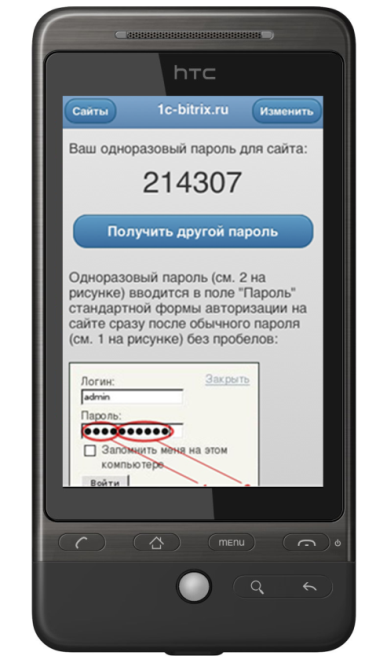 hTC
Сайты
1c-bitrix.ru
Изменить
Ваш одноразовый пароль для сайта:
214307
Получить другой пароль
Одноразовый пароль (см. 2 на
рисунке) вводится в поле "Пароль"
стандартной формы авторизации на
сайте сразу после обычного пароля
(см. 1 на рисунке) без пробелов:
Логин:
Закрыть
admin
Пароль:
Запомнить меня на этом
компьютере
Войти
MENU